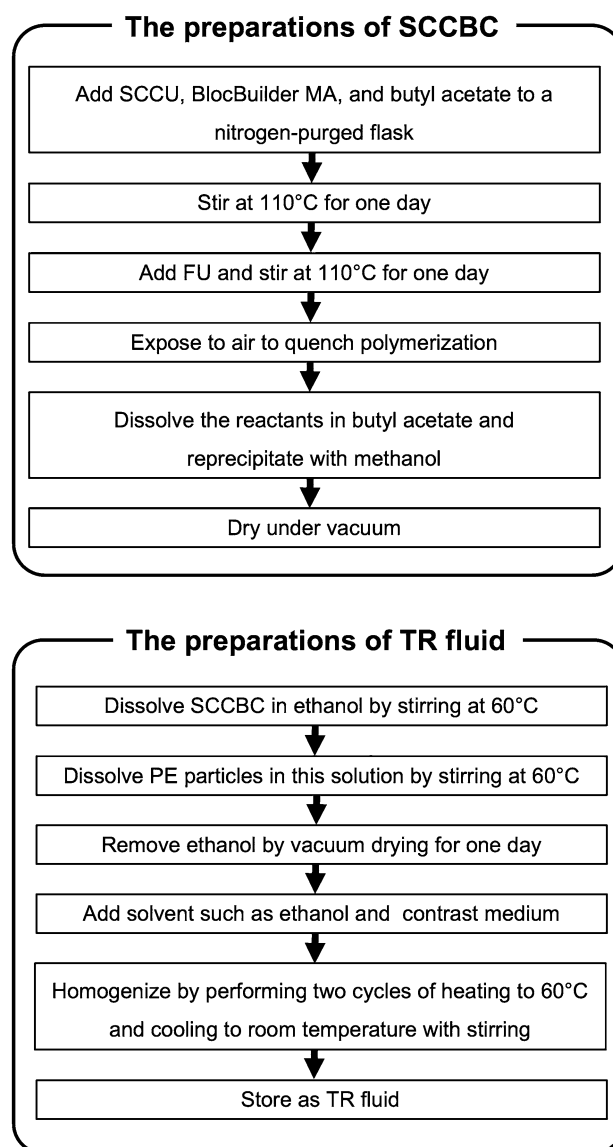 The preparations of SCCBC
Add SCCU, BlocBuilder MA, and butyl acetate to a
nitrogen-purged flask
Stir at 110°C for one day
Add FU and stir at 110°C for one day
Expose to air to quench polymerization
Dissolve the reactants in butyl acetate and
reprecipitate with methanol
Dry under vacuum
The preparations of TR fluid
Dissolve SCCBC in ethanol by stirring at 60°C
Dissolve PE particles in this solution by stirring at 60°C
Remove ethanol by vacuum drying for one day
Add solvent such as ethanol and contrast medium
Homogenize by performing two cycles of heating to 60°C
and cooling to room temperature with stirring
Store as TR fluid